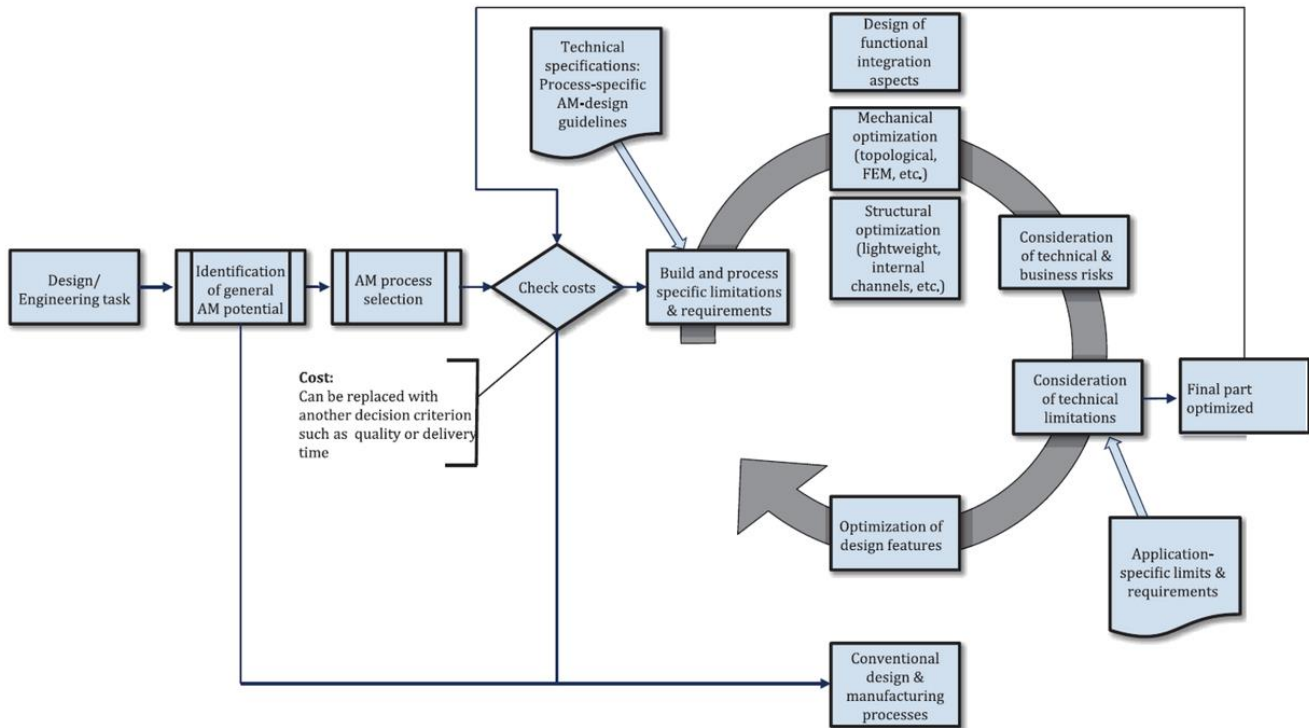 Technical
specifications:
Process-specific
AM-design
guidelines
Design of
functional
integration
aspects
Mechanical
optimization
(topological,
FEM, etc.)
Structural
optimization
(lightweight,
internal
channels, etc,)
Consideration
of technical &
business risks
Design/
Engineering task
Identification
of general
AM potential
AM process
selection
Check costs
Build and process
specific limitations
& requirements
Cost:
Can be replaced with
another decision criterion
such as quality or delivery
time
Consideration
of technical
limitations
Final part
optimized
Optimization of
design features
Application-
specific limits &
requirements
Conventional
design &
manufacturing
processes